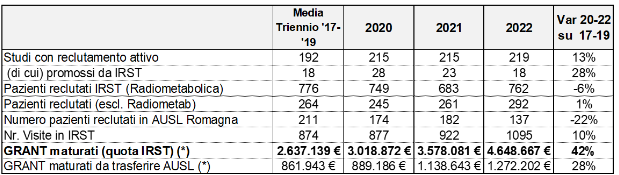 Media Triennio '17-'19 2020 2021 2022 Var 20-22 su 17-19
Studi con reclutamento attivo 192 215 215 219 13%
(di cui) promossi da IRST 18 28 23 18 28%
Pazienti reclutati IRST (Radiometabolica) 776 749 683 762 -6%
Pazienti reclutati (escl. Radiometab) 264 245 261 292 1%
Numero pazienti reclutati in AUSL Romagna 211 174 182 137 -22%
Nr. Visite in IRST 874 877 922 1095 10%
GRANT maturati (quota IRST) (*) 2.637.139 € 3.018.872 € 3.578.081 € 4.648.667 € 42%
GRANT maturati da trasferire AUSL (*) 861.943 € 889.186 € 1.138.643 € 1.272.202 € 28%